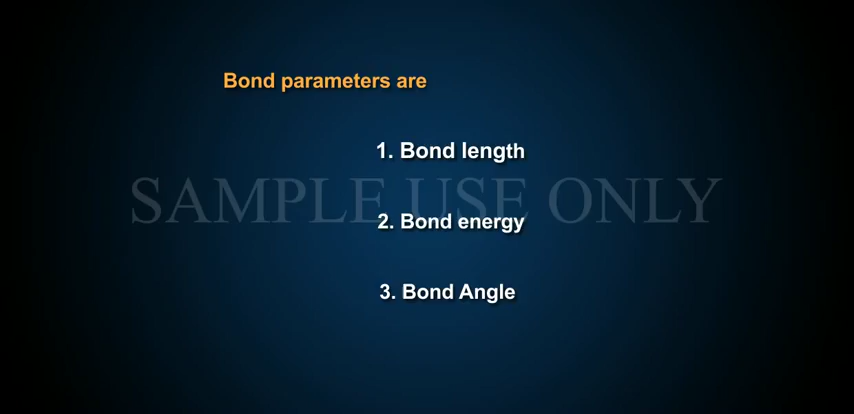 Bond parameters are
1. Bond length
SAMPLE USE ONLY
2. Bond energy
3. Bond Angle